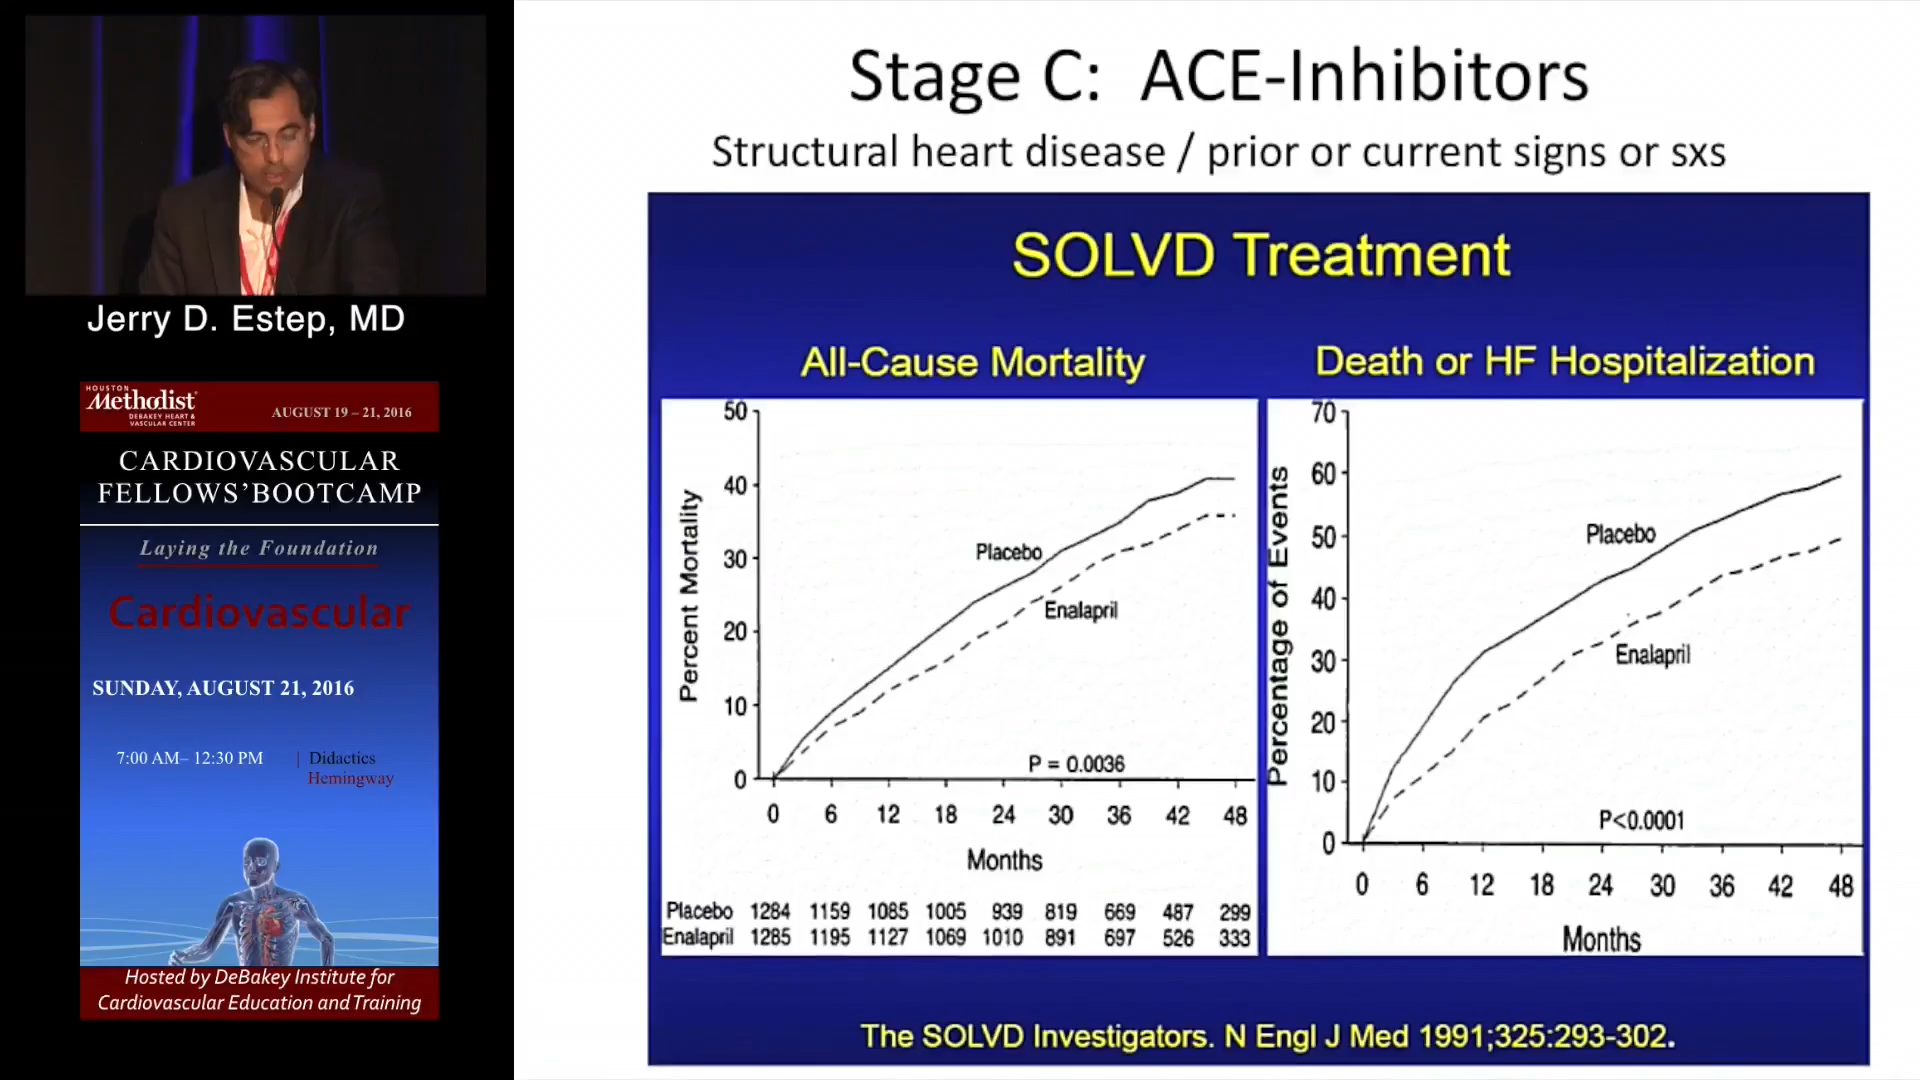 Jerry D. Estep, MD
HOUSTON
Methodist
DEBAKEY HEART &
VASCULAR CENTER
AUGUST 19 – 21, 2016
CARDIOVASCULAR
FELLOWS’BOOTCAMP
Laying the Foundation
Cardiovascular
SUNDAY, AUGUST 21, 2016
7:00 AM– 12:30 PM | Didactics
Hemingway
Hosted by DeBakey Institute for
Cardiovascular Education and Training
Stage C: ACE-Inhibitors
Structural heart disease / prior or current signs or sxs
SOLVD Treatment
All-Cause Mortality
Percent Mortality
50
40
30
20
10
0
Placebo
Enalapril
P = 0.0036
0 6 12 18 24 30 36 42 48
Months
Placebo 1284 1159 1085 1005 939 819 669 487 299
Enalapril 1285 1195 1127 1069 1010 891 697 526 333
Death or HF Hospitalization
Percentage of Events
70
60
50
40
30
20
10
0
Placebo
Enalapril
P<0.0001
0 6 12 18 24 30 36 42 48
Months
The SOLVD Investigators. N Engl J Med 1991;325:293-302.